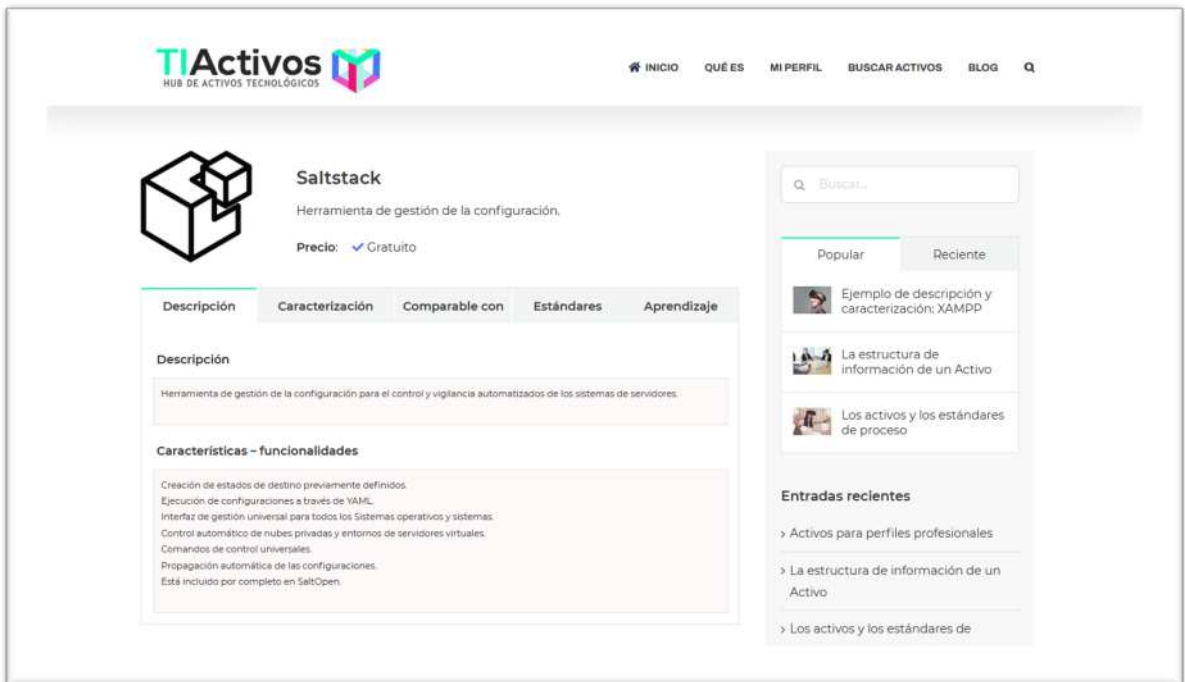 TIActivos
HUB DE ACTIVOS TECNOLÓGICOS
INICIO QUÉ ES MI PERFIL BUSCAR ACTIVOS BLOG
Saltstack
Herramienta de gestión de la configuración.
Precio: Gratuito
Descripción Caracterización Comparable con Estándares Aprendizaje
Descripción
Herramienta de gestión de la configuración para el control y vigilancia automatizados de los sistemas de servidores.
Características – funcionalidades
Creación de estados de destino previamente definidos.
Ejecución de configuraciones a través de YAML.
Interfaz de gestión universal para todos los Sistemas operativos y sistemas.
Control automático de nubes privadas y entornos de servidores virtuales.
Comandos de control universales.
Propagación automática de las configuraciones.
Está incluido por completo en SaltOpen.
Buscar...
Popular Reciente
Ejemplo de descripción y
caracterización: XAMPP
La estructura de
información de un Activo
Los activos y los estándares
de proceso
Entradas recientes
› Activos para perfiles profesionales
› La estructura de información de un
Activo
› Los activos y los estándares de